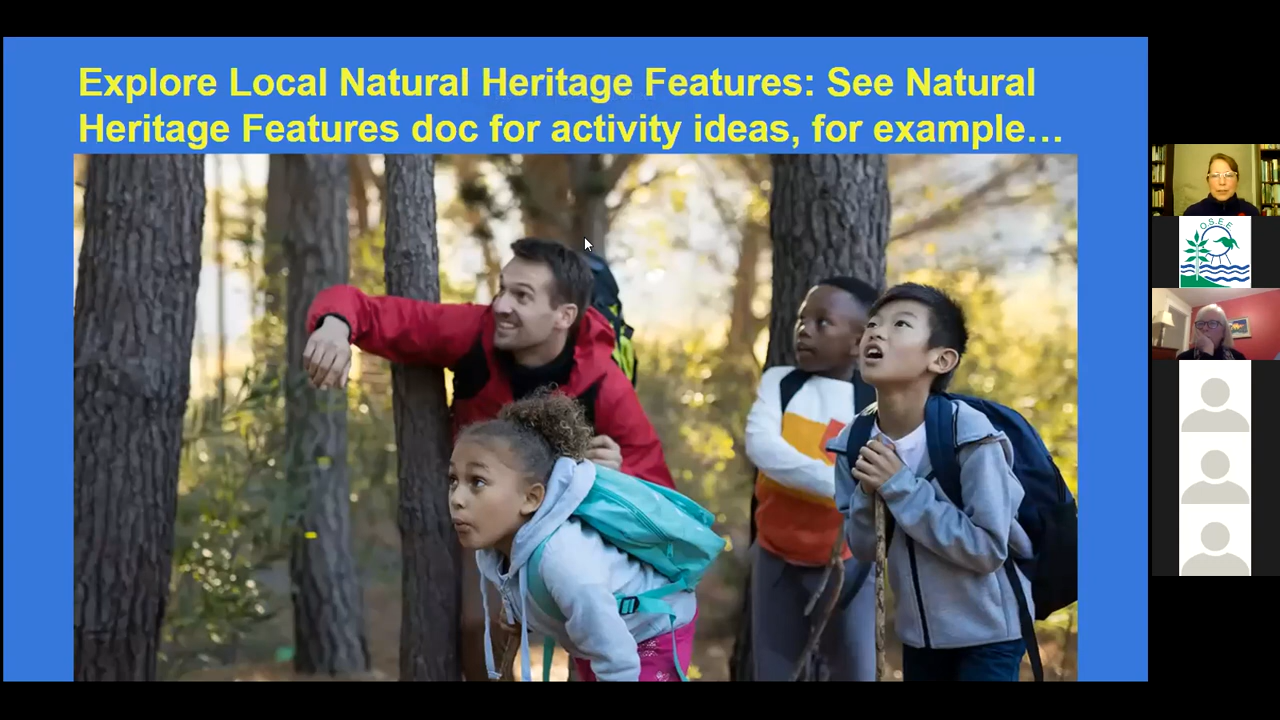 Explore Local Natural Heritage Features: See Natural
Heritage Features doc for activity ideas, for example…
O.S.E.E